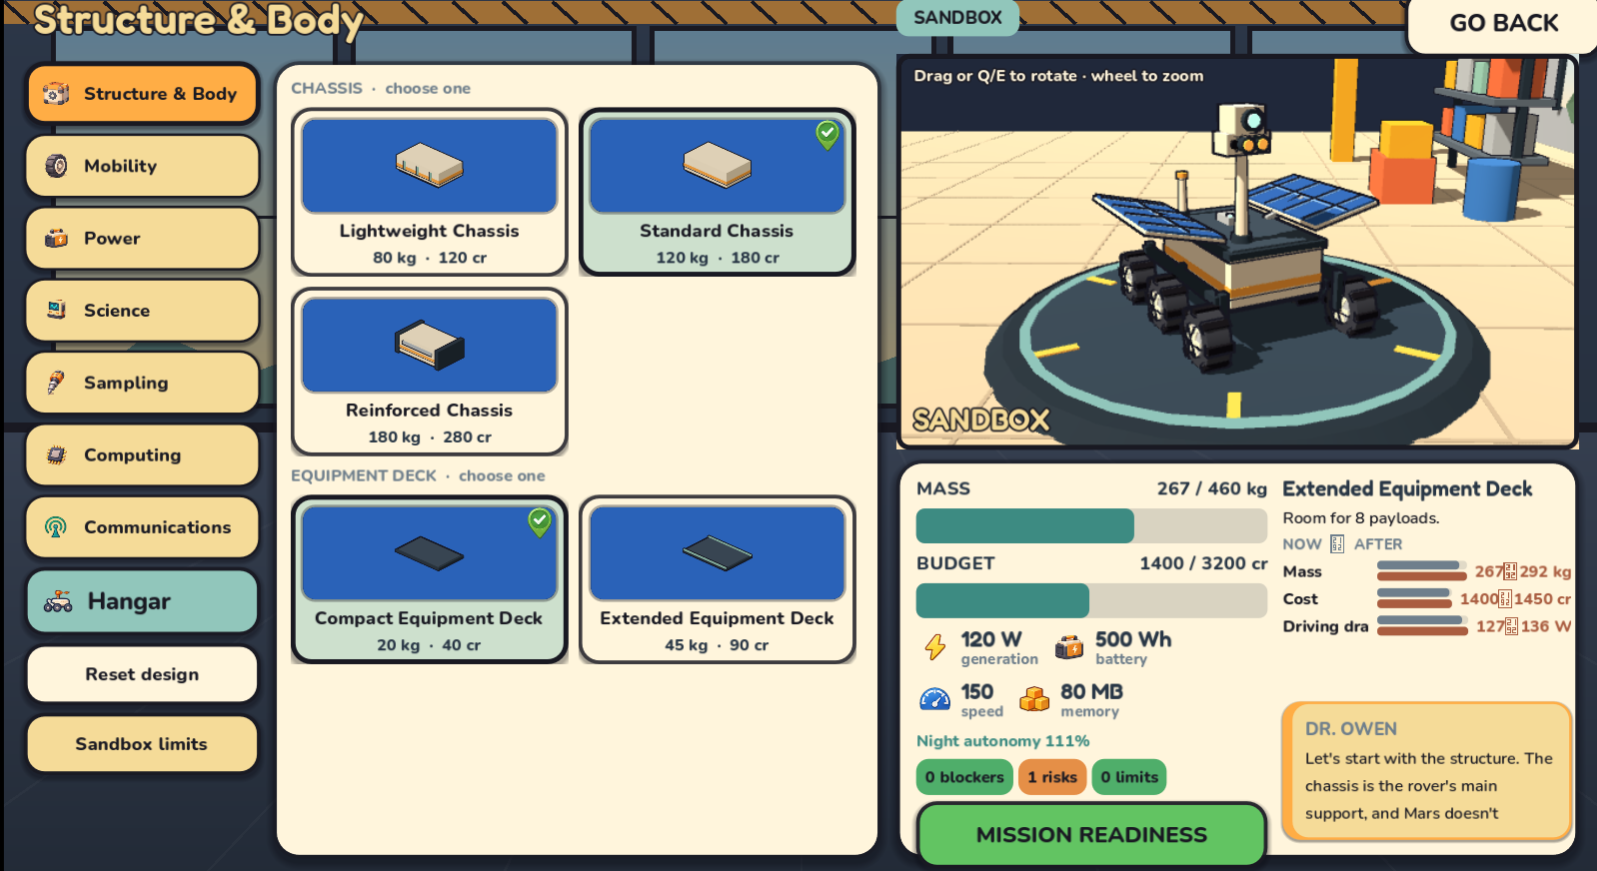 Structure & Body
SANDBOX
GO BACK
Structure & Body
Mobility
Power
Science
Sampling
Computing
Communications
Hangar
Reset design
Sandbox limits
CHASSIS · choose one
Lightweight Chassis
80 kg · 120 cr
Standard Chassis
120 kg · 180 cr
Reinforced Chassis
180 kg · 280 cr
EQUIPMENT DECK · choose one
Compact Equipment Deck
20 kg · 40 cr
Extended Equipment Deck
45 kg · 90 cr
Drag or Q/E to rotate · wheel to zoom
SANDBOX
MASS 267 / 460 kg
BUDGET 1400 / 3200 cr
120 W
generation
500 Wh
battery
150
speed
80 MB
memory
Night autonomy 111%
0 blockers
1 risks
0 limits
MISSION READINESS
Extended Equipment Deck
Room for 8 payloads.
NOW AFTER
Mass 267 292 kg
Cost 1400 1450 cr
Driving dra 127 136 W
DR. OWEN
Let's start with the structure. The
chassis is the rover's main
support, and Mars doesn't